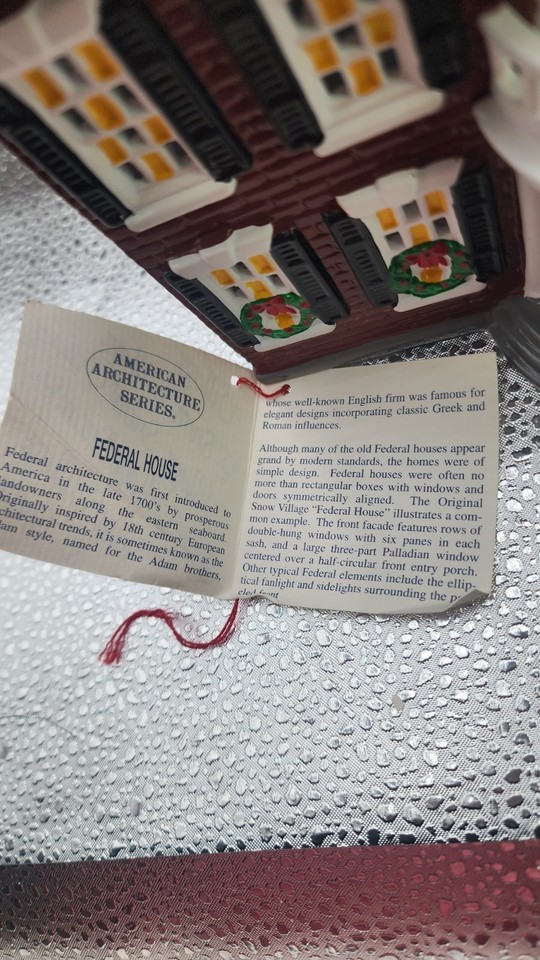 AMERICAN
ARCHITECTURE
SERIES®
FEDERAL HOUSE
Federal architecture was first introduced to
America in the late 1700's by prosperous
landowners along the eastern seaboard.
Originally inspired by 18th century European
architectural trends, it is sometimes known as the
Adam style, named for the Adam brothers,
whose well-known English firm was famous for
elegant designs incorporating classic Greek and
Roman influences.
Although many of the old Federal houses appear
grand by modern standards, the homes were of
simple design. Federal houses were often no
more than rectangular boxes with windows and
doors symmetrically aligned. The Original
Snow Village "Federal House" illustrates a com-
mon example. The front facade features rows of
double-hung windows with six panes in each
sash, and a large three-part Palladian window
centered over a half-circular front entry porch.
Other typical Federal elements include the ellip-
tical fanlight and sidelights surrounding the
eled front